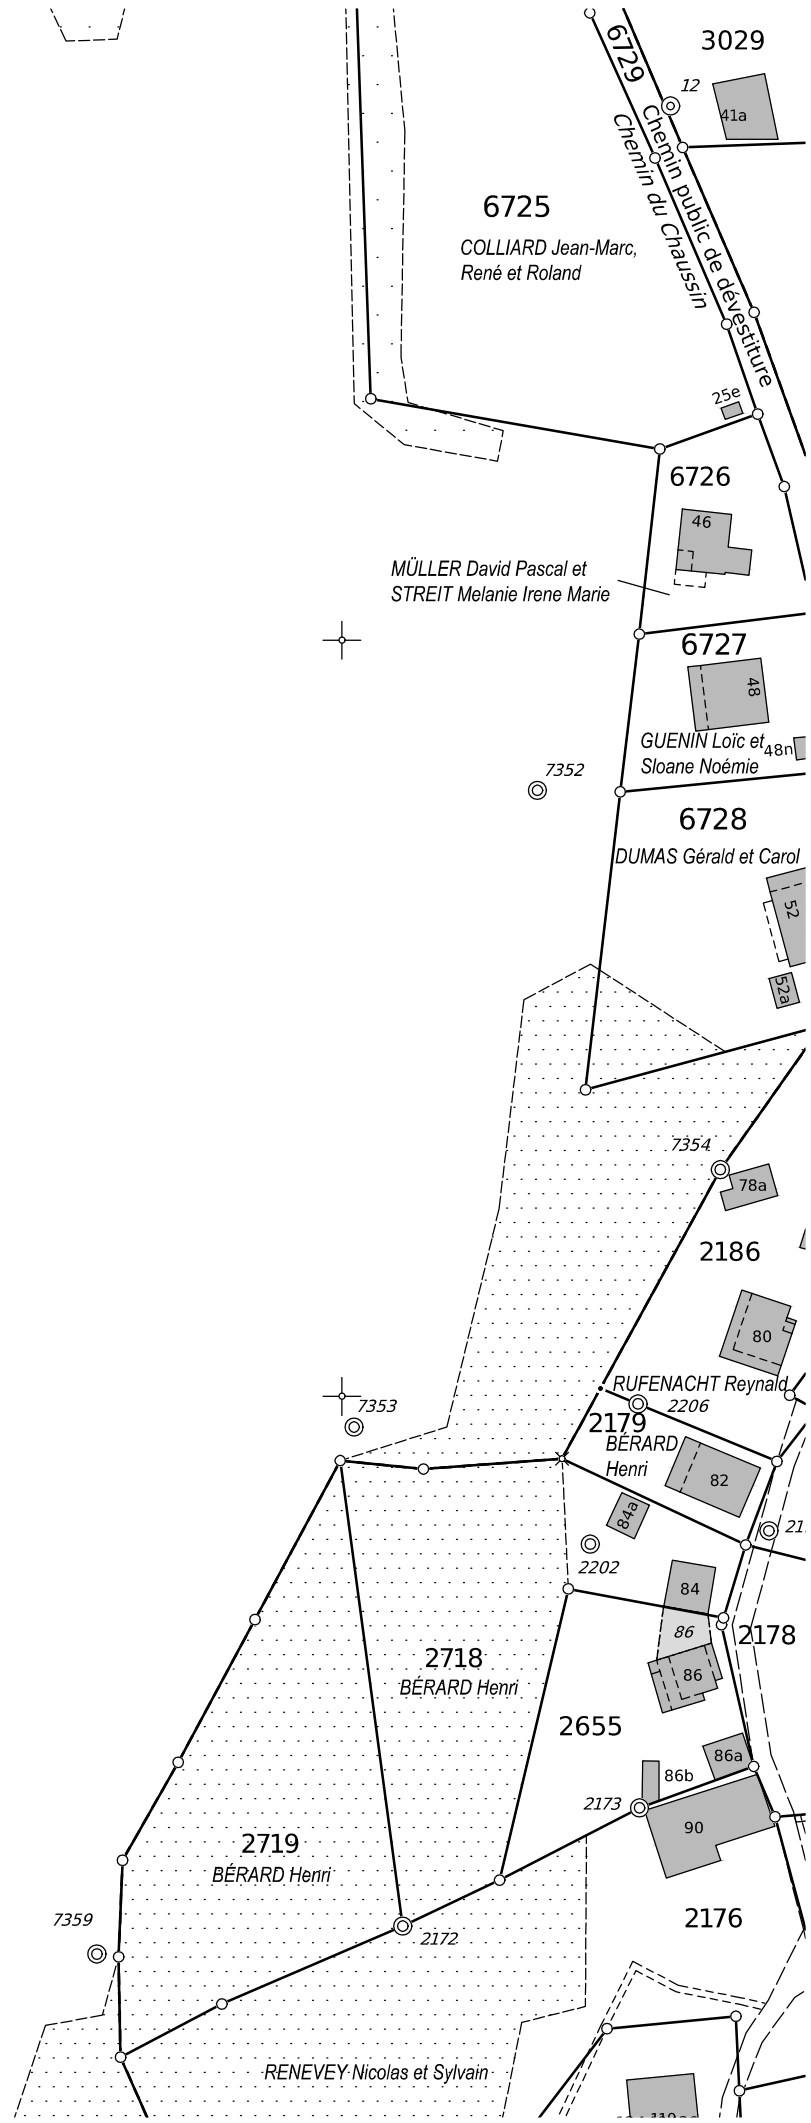 6729
3029
12
41a
Chemin public de dévestiture
Chemin du Chaussin
6725
COLLIARD Jean-Marc,
René et Roland
25e
6726
46
MÜLLER David Pascal et
STREIT Melanie Irene Marie
6727
48
GUENIN Loïc et
Sloane Noémie
48n
7352
6728
DUMAS Gérald et Carol
52
52a
7354
78a
2186
80
RUFENACHT Reynald
7353
2206
2179
BÉRARD
Henri
82
84a
2202
84
86
2178
2718
BÉRARD Henri
86
2655
86a
86b
2173
90
2719
BÉRARD Henri
7359
2172
2176
RENEVEY Nicolas et Sylvain